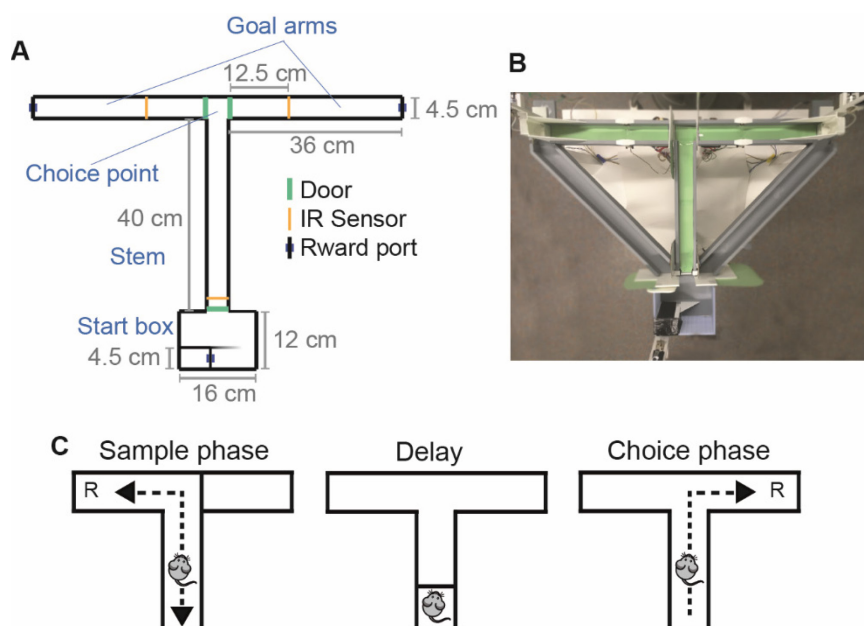 A
Goal arms
12.5 cm
4.5 cm
36 cm
Choice point
40 cm
Door
IR Sensor
Rward port
Stem
Start box
12 cm
4.5 cm
16 cm
B
C
Sample phase
Delay
Choice phase
R
R